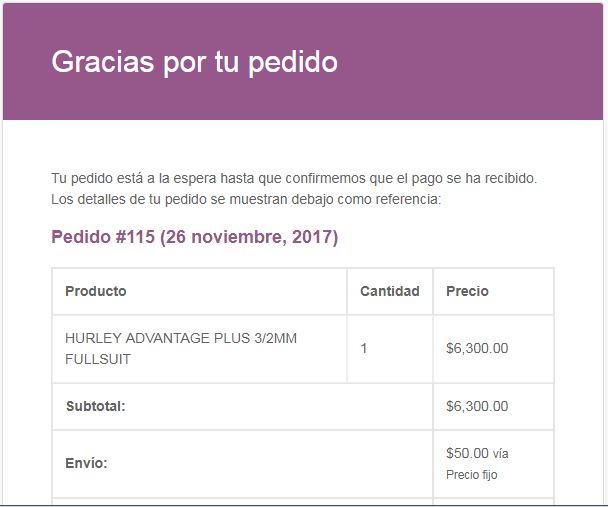 Gracias por tu pedido
Tu pedido está a la espera hasta que confirmemos que el pago se ha recibido.
Los detalles de tu pedido se muestran debajo como referencia:
Pedido #115 (26 noviembre, 2017)
Producto Cantidad Precio
HURLEY ADVANTAGE PLUS 3/2MM
FULLSUIT
1 $6,300.00
Subtotal: $6,300.00
Envío: $50.00 vía
Precio fijo